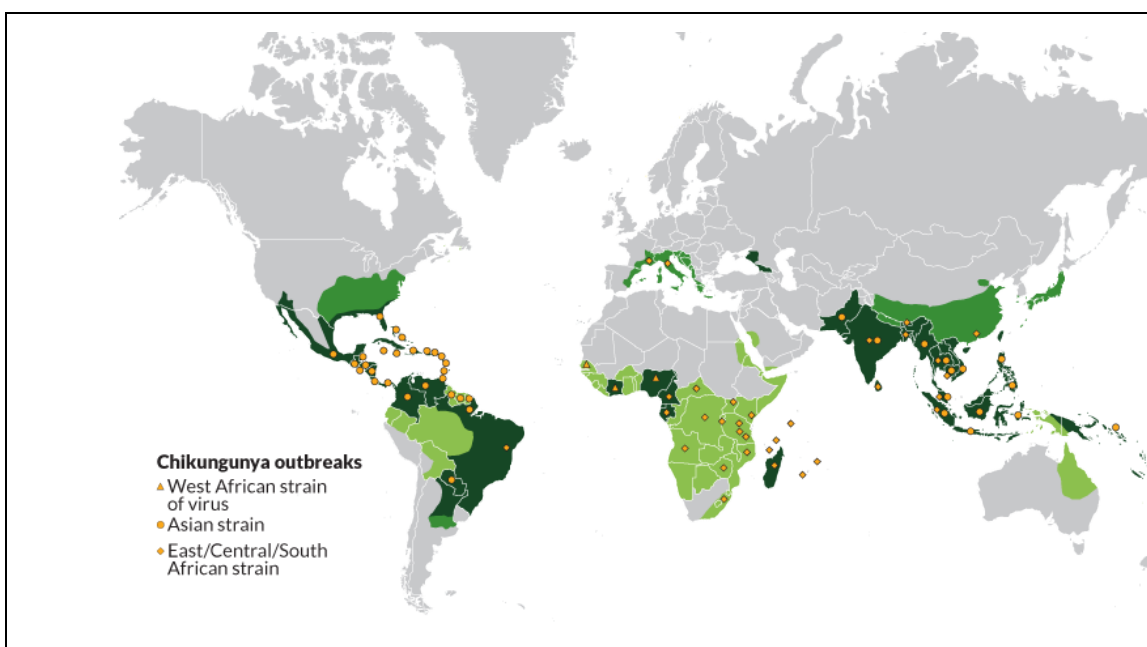 Chikungunya outbreaks
West African strain
of virus
Asian strain
East/Central/South
African strain